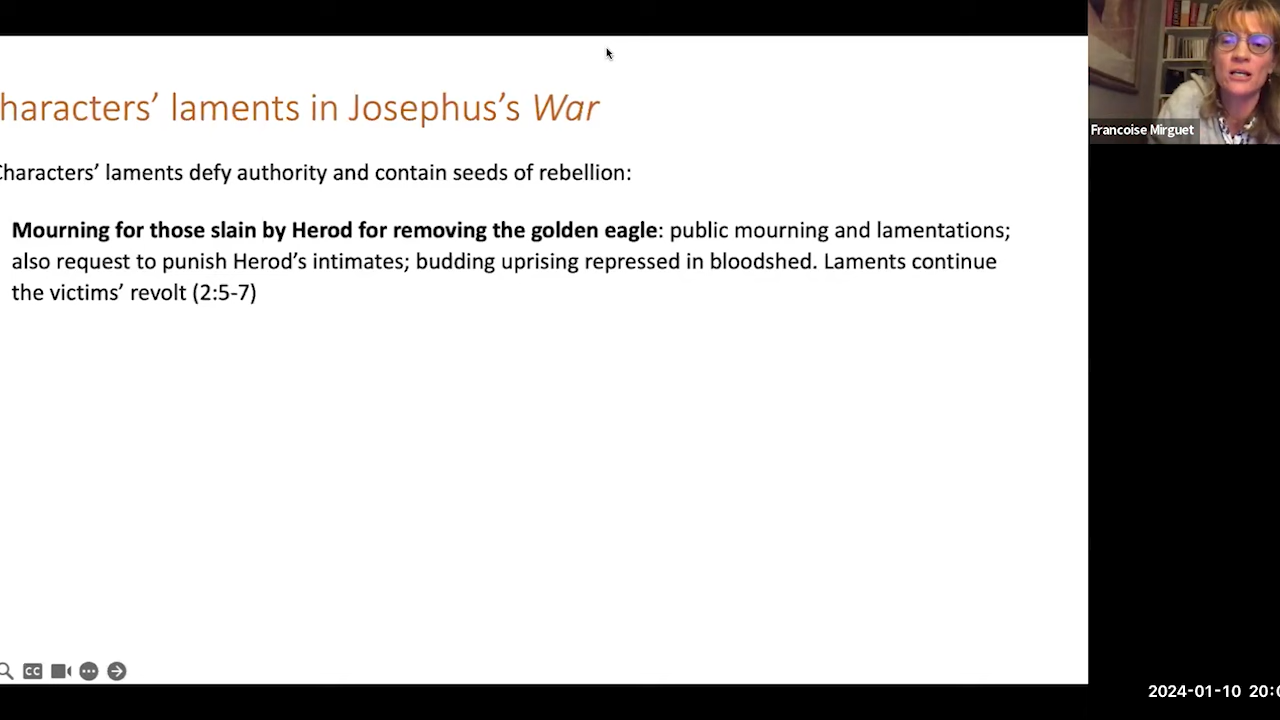 haracters’ laments in Josephus’s War
Characters’ laments defy authority and contain seeds of rebellion:
Mourning for those slain by Herod for removing the golden eagle: public mourning and lamentations;
also request to punish Herod’s intimates; budding uprising repressed in bloodshed. Laments continue
the victims’ revolt (2:5-7)
Francoise Mirguet
CC
2024-01-10 20:0